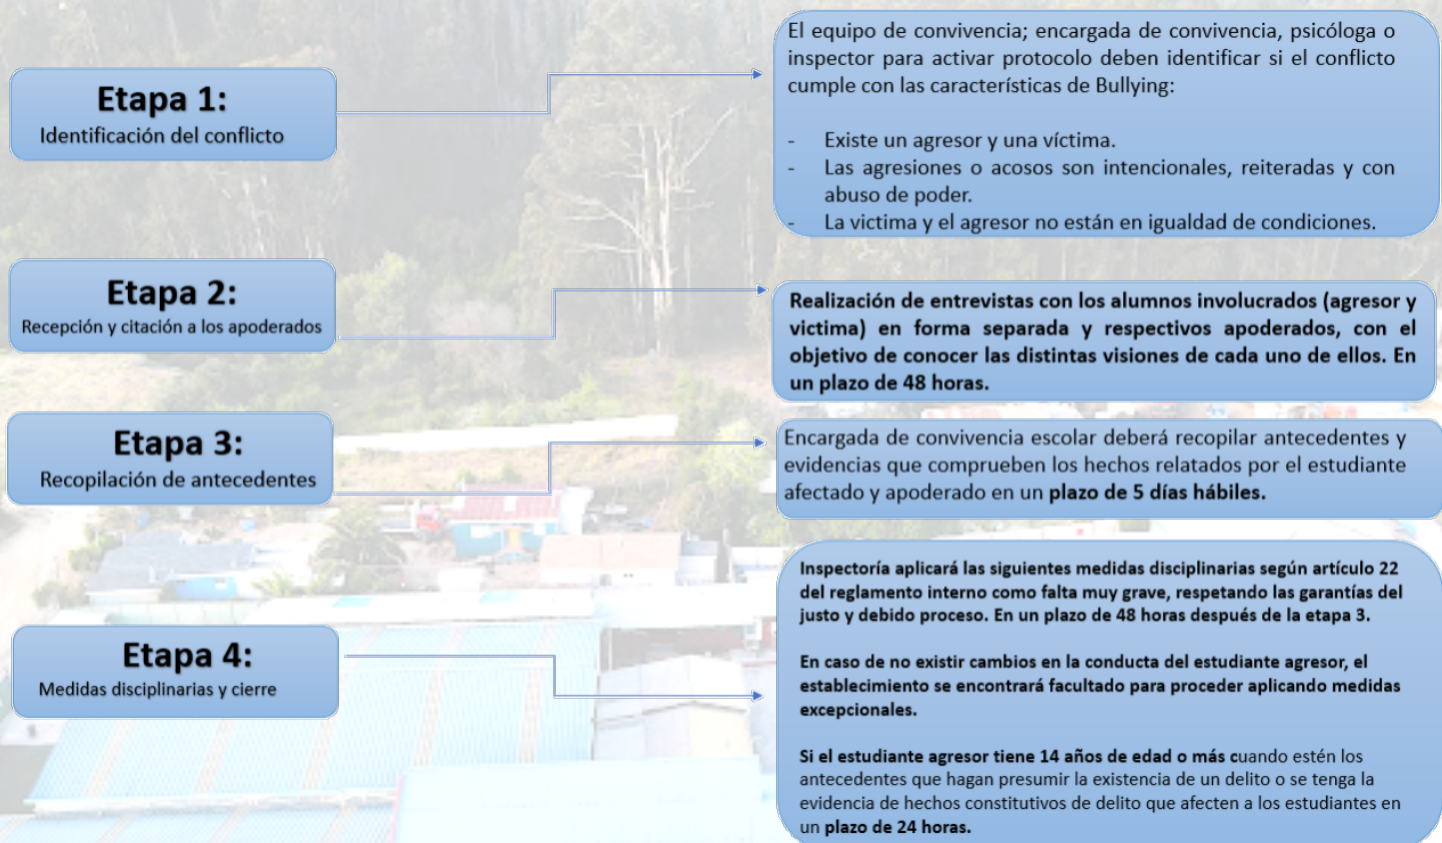 Etapa 1:
Identificación del conflicto
El equipo de convivencia; encargada de convivencia, psicóloga o
inspector para activar protocolo deben identificar si el conflicto
cumple con las características de Bullying:
- Existe un agresor y una víctima.
- Las agresiones o acosos son intencionales, reiteradas y con
abuso de poder.
- La victima y el agresor no están en igualdad de condiciones.
Etapa 2:
Recepción y citación a los apoderados
Realización de entrevistas con los alumnos involucrados (agresor y
victima) en forma separada y respectivos apoderados, con el
objetivo de conocer las distintas visiones de cada uno de ellos. En
un plazo de 48 horas.
Etapa 3:
Recopilación de antecedentes
Encargada de convivencia escolar deberá recopilar antecedentes y
evidencias que comprueben los hechos relatados por el estudiante
afectado y apoderado en un plazo de 5 días hábiles.
Etapa 4:
Medidas disciplinarias y cierre
Inspectoría aplicará las siguientes medidas disciplinarias según artículo 22
del reglamento interno como falta muy grave, respetando las garantías del
justo y debido proceso. En un plazo de 48 horas después de la etapa 3.
En caso de no existir cambios en la conducta del estudiante agresor, el
establecimiento se encontrará facultado para proceder aplicando medidas
excepcionales.
Si el estudiante agresor tiene 14 años de edad o más cuando estén los
antecedentes que hagan presumir la existencia de un delito o se tenga la
evidencia de hechos constitutivos de delito que afecten a los estudiantes en
un plazo de 24 horas.